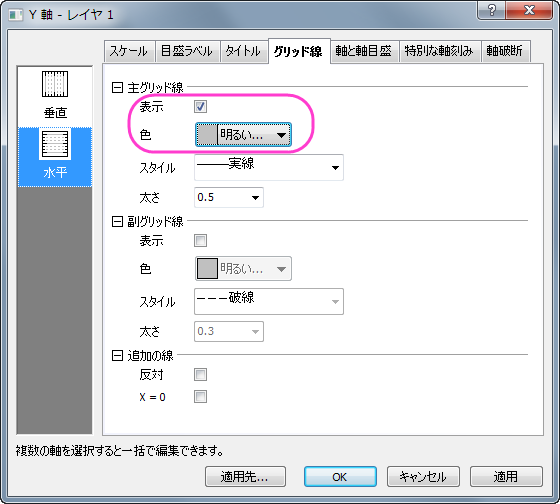 Y 軸 - レイヤ 1
スケール 目盛ラベル タイトル グリッド線 軸と軸目盛 特別な軸刻み 軸破断
垂直
水平
主グリッド線
表示
色 明るい...
スタイル 実線
太さ 0.5
副グリッド線
表示
色 明るい...
スタイル 破線
太さ 0.3
追加の線
反対
X = 0
複数の軸を選択すると一括で編集できます。
適用先... OK キャンセル 適用